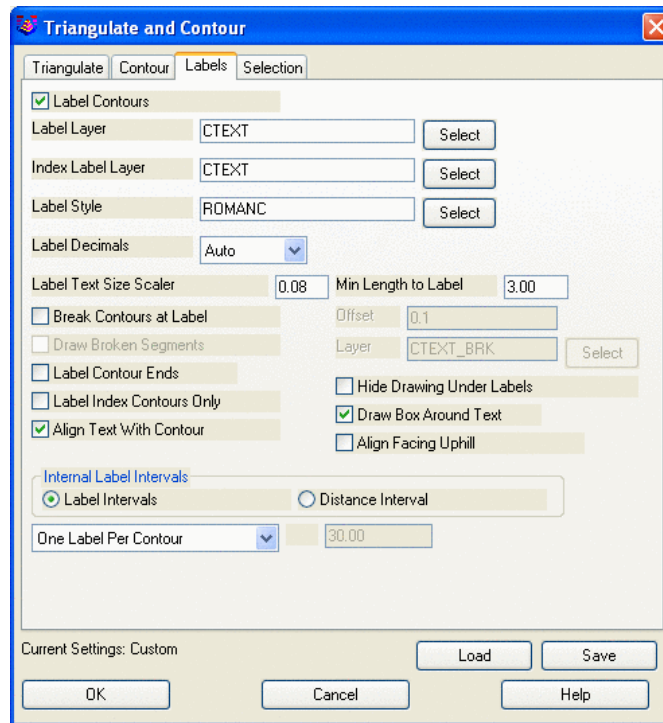 Triangulate and Contour
Triangulate Contour Labels Selection
Label Contours
Label Layer CTEXT Select
Index Label Layer CTEXT Select
Label Style ROMANC Select
Label Decimals Auto
Label Text Size Scaler 0.08 Min Length to Label 3.00
Break Contours at Label Offset 0.1
Draw Broken Segments Layer CTEXT_BRK Select
Label Contour Ends
Hide Drawing Under Labels
Label Index Contours Only
Draw Box Around Text
Align Text With Contour
Align Facing Uphill
Internal Label Intervals
Label Intervals Distance Interval
One Label Per Contour 30.00
Current Settings: Custom Load Save
OK Cancel Help